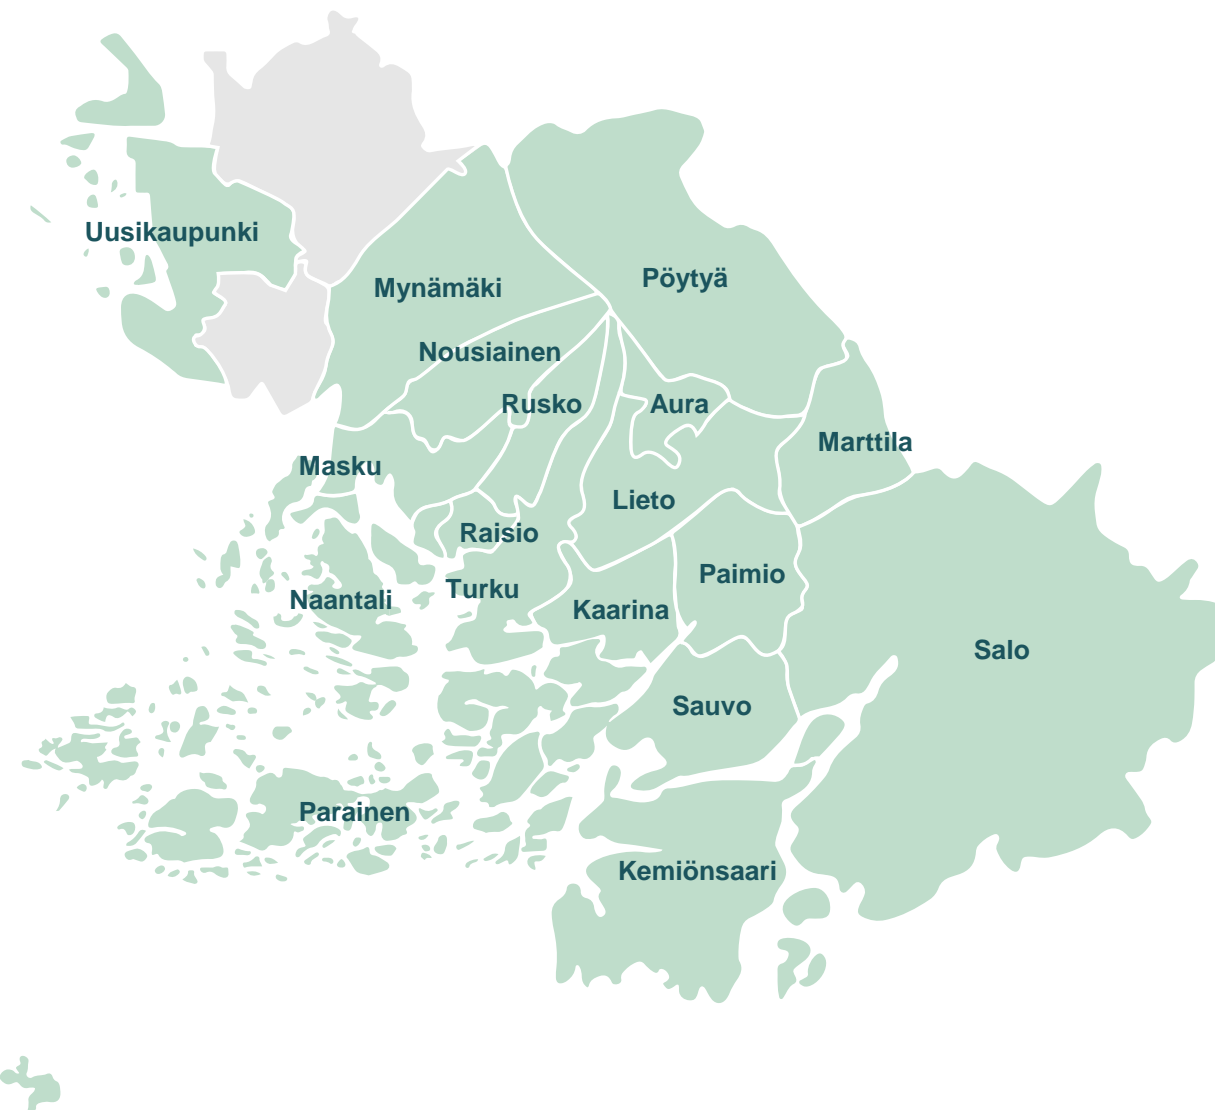 Uusikaupunki
Pöytyä
Mynämäki
Nousiainen
Rusko
Aura
Marttila
Masku
Lieto
Raisio
Paimio
Turku
Naantali
Kaarina
Salo
Sauvo
Parainen
Kemiönsaari